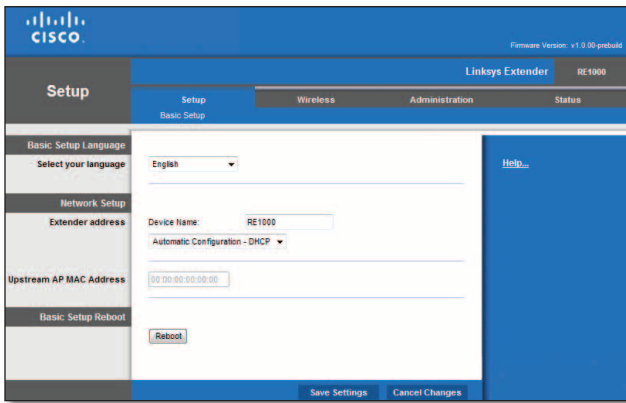 CISCO.
Firmware Version: v1.0.00-prebuild
Linksys Extender RE1000
Setup
Setup Wireless Administration Status
Basic Setup
Basic Setup Language
Select your language English
Help...
Network Setup
Extender address Device Name: RE1000
Automatic Configuration - DHCP
Upstream AP MAC Address 00:00:00:00:00:00
Basic Setup Reboot
Reboot
Save Settings Cancel Changes